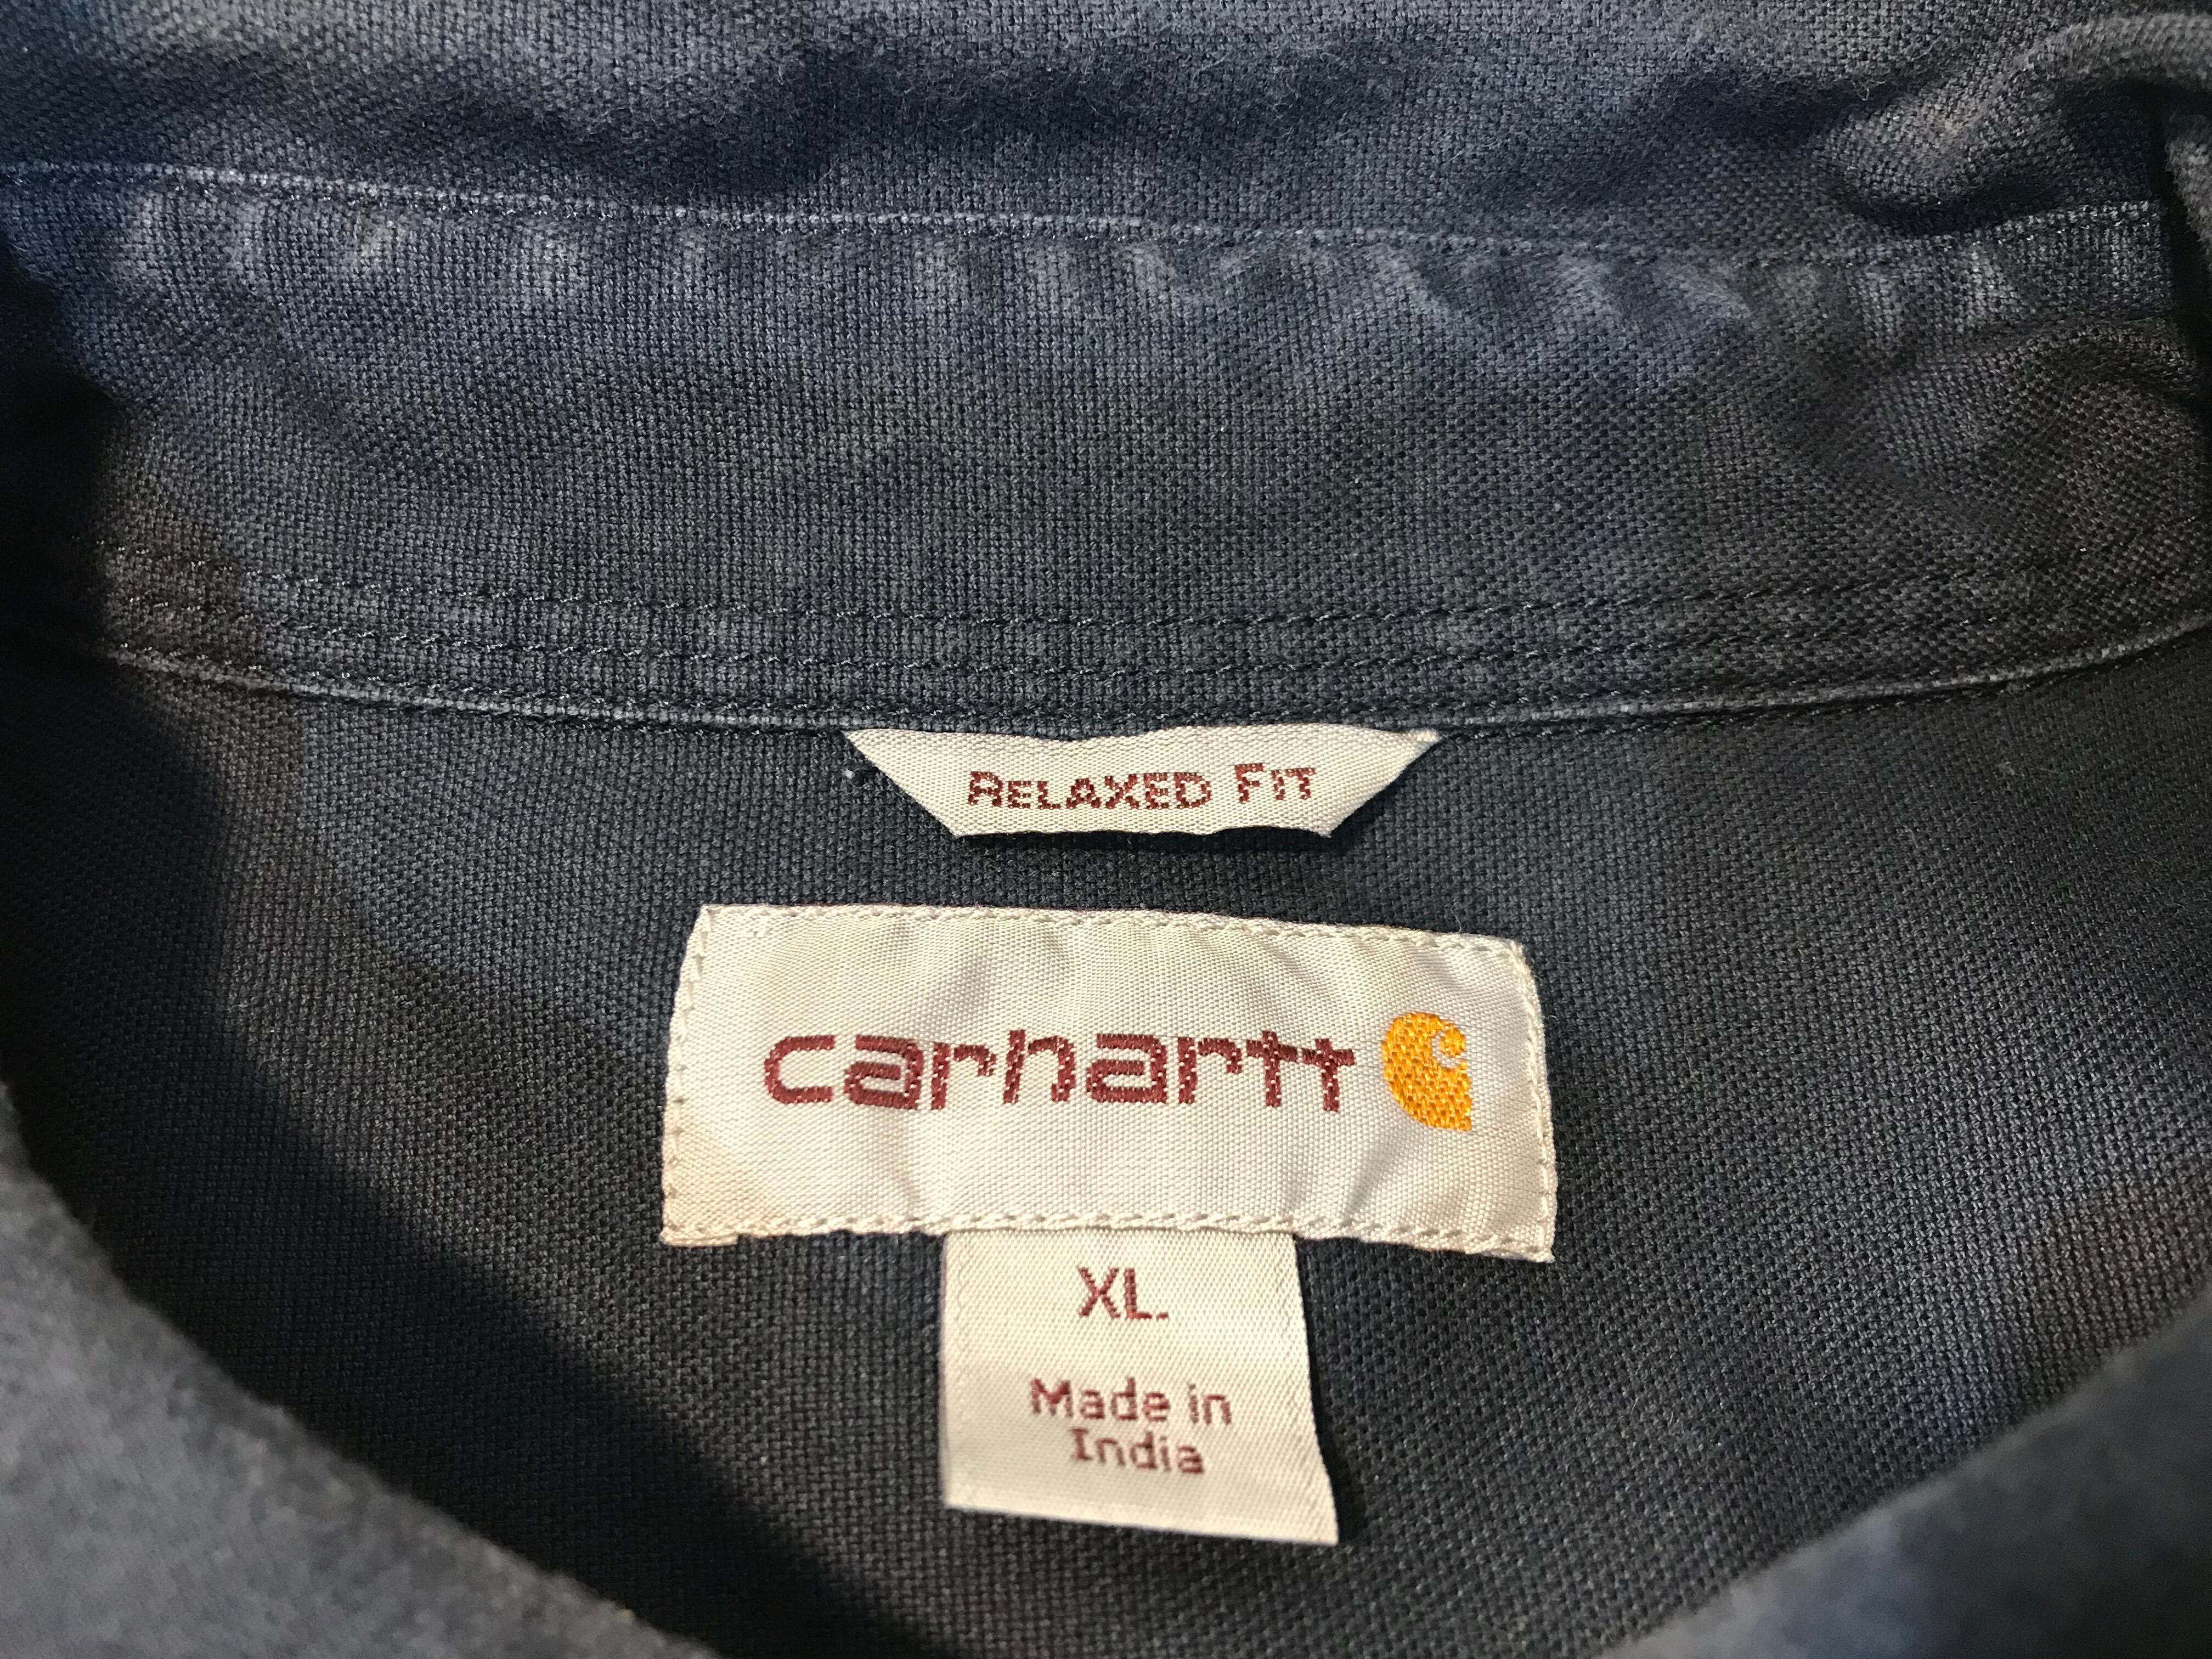 RELAXED FIT
carhartt
XL.
Made in
India